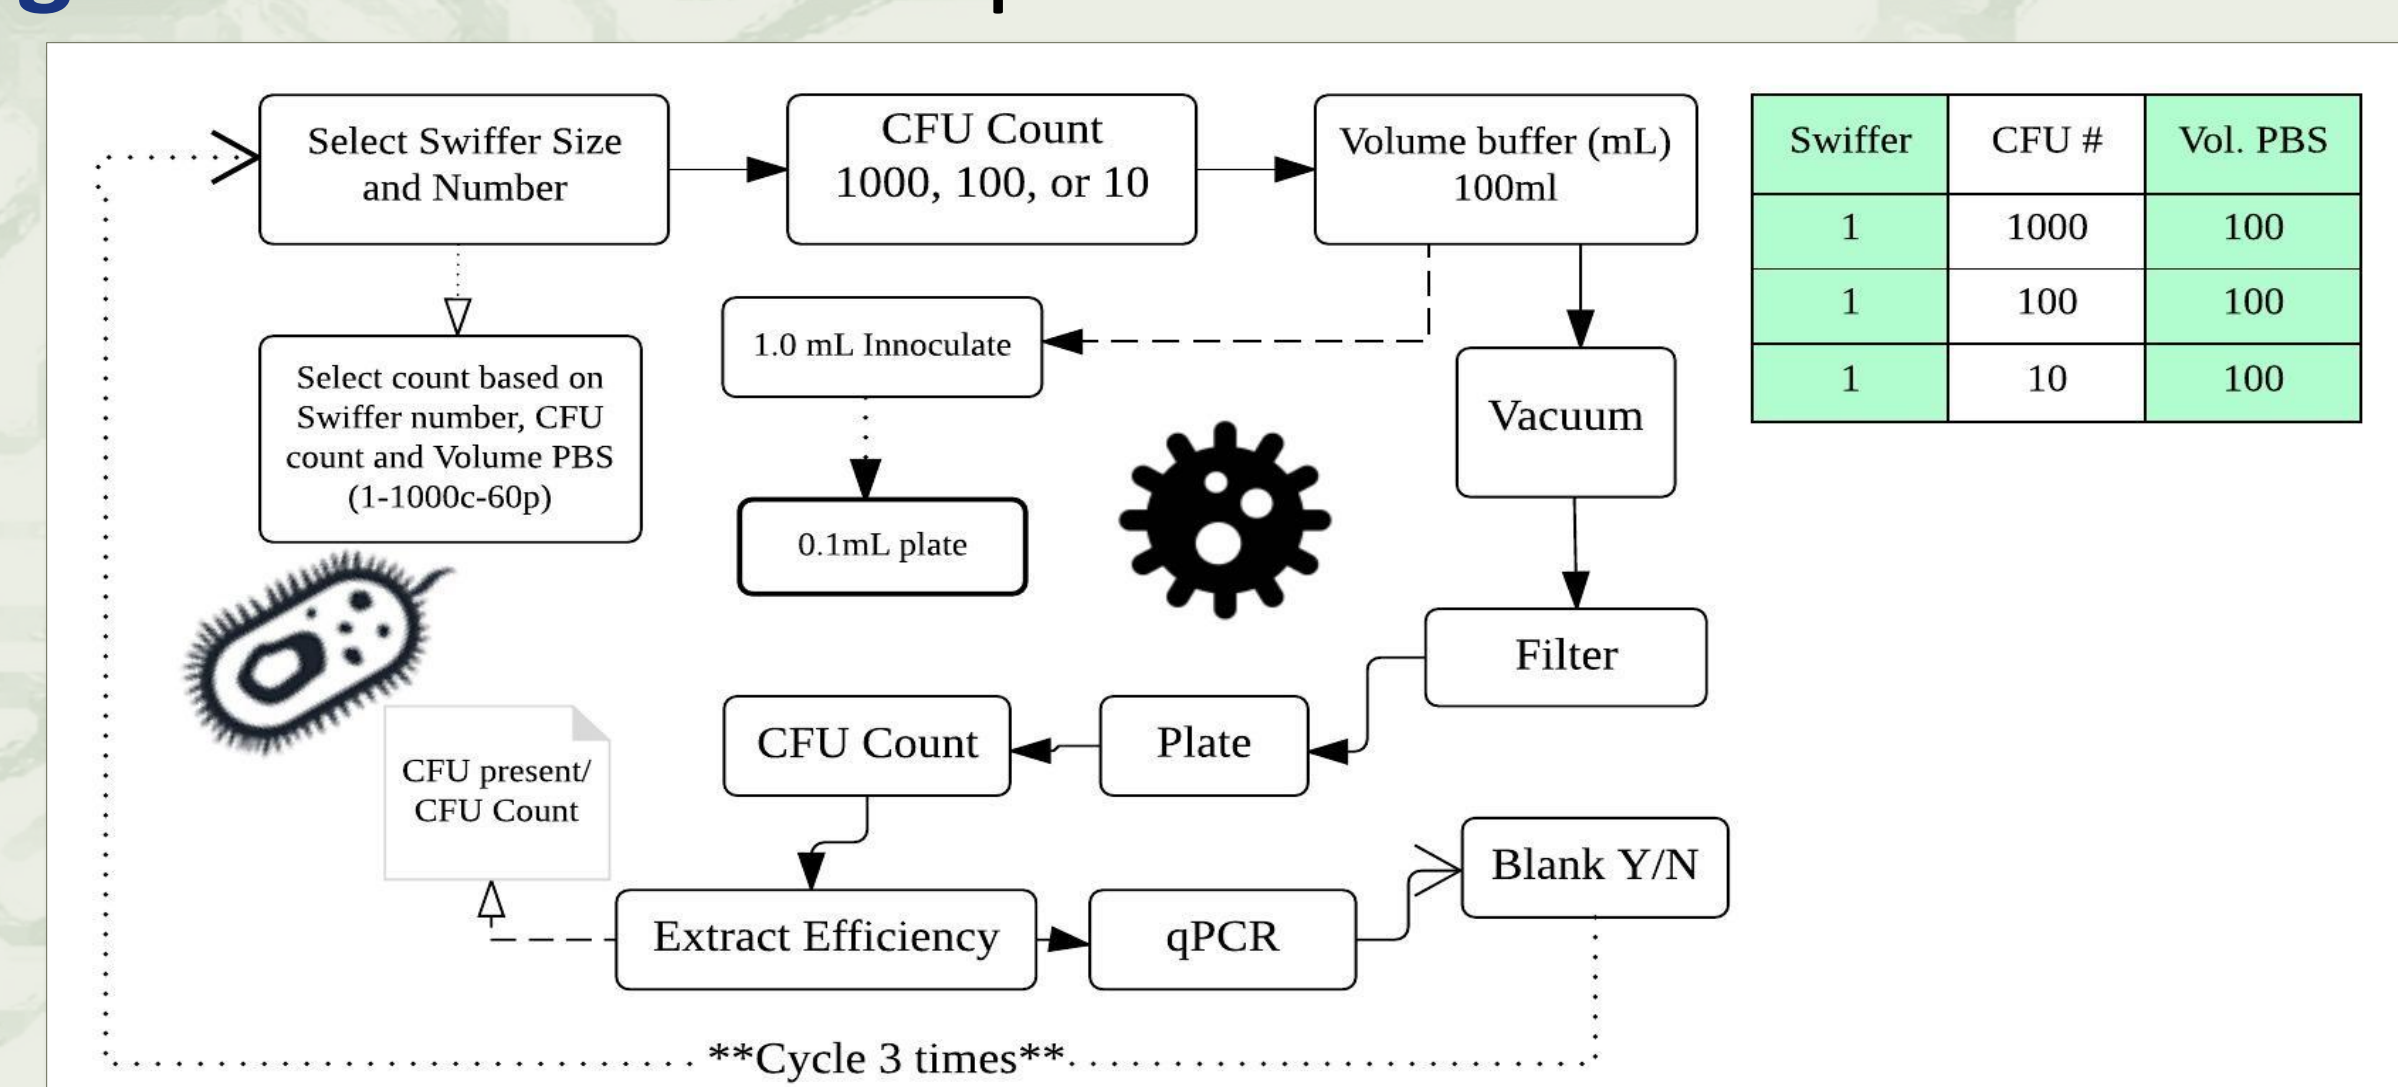 Select Swiffer Size
and Number
CFU Count
1000, 100, or 10
Volume buffer (mL)
100ml
Swiffer CFU # Vol. PBS
1 1000 100
1 100 100
1 10 100
Select count based on
Swiffer number, CFU
count and Volume PBS
(1-1000c-60p)
1.0 mL Innoculate
0.1mL plate
Vacuum
Filter
Plate
CFU Count
CFU present/
CFU Count
Extract Efficiency
qPCR
Blank Y/N
**Cycle 3 times**